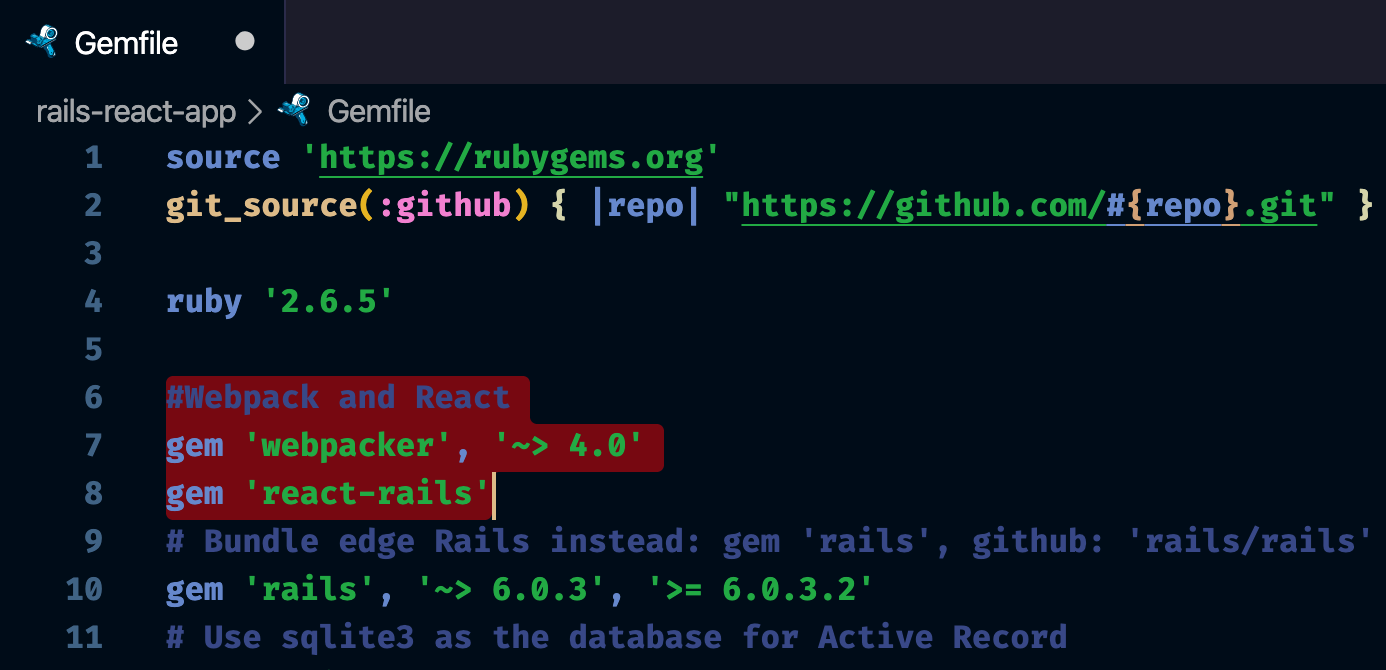 Gemfile
rails-react-app > Gemfile
1 source 'https://rubygems.org'
2 git_source(:github) { |repo| "https://github.com/#{repo}.git" }
3
4 ruby '2.6.5'
5
6 #Webpack and React
7 gem 'webpacker', '~> 4.0'
8 gem 'react-rails'
9 # Bundle edge Rails instead: gem 'rails', github: 'rails/rails'
10 gem 'rails', '~> 6.0.3', '>= 6.0.3.2'
11 # Use sqlite3 as the database for Active Record